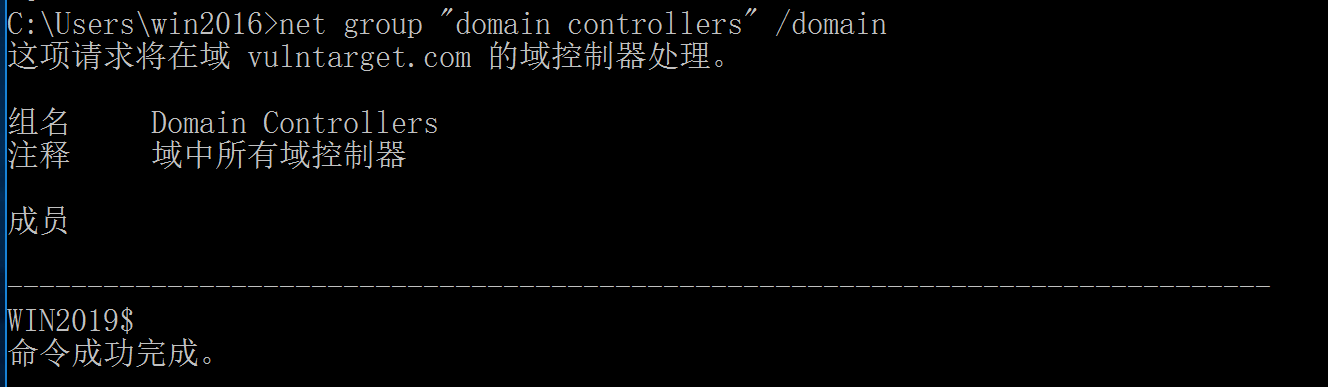 C:\Users\win2016>net group "domain controllers" /domain
这项请求将在域 vulntarget.com 的域控制器处理。
组名     Domain Controllers
注释     域中所有域控制器
成员
-------------------------------------------------------------------------------
WIN2019$
命令成功完成。